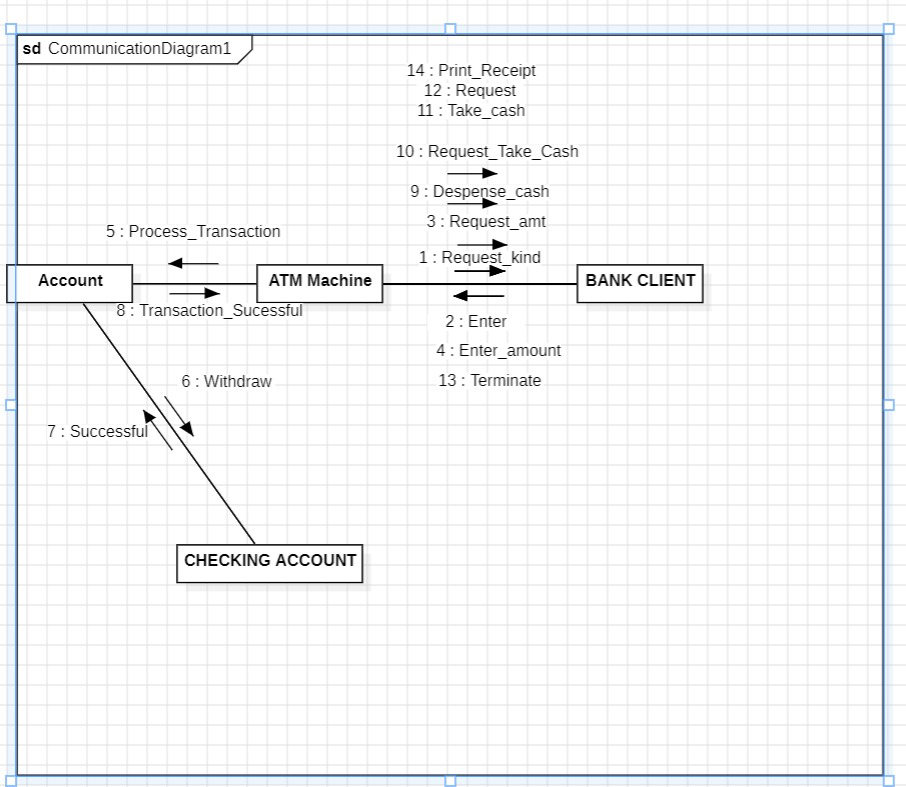 sd CommunicationDiagram1
14 : Print_Receipt
12 : Request
11 : Take_cash
10 : Request_Take_Cash
9 : Despense_cash
3 : Request_amt
1 : Request_kind
5 : Process_Transaction
Account
ATM Machine
BANK CLIENT
8 : Transaction_Sucessful
2 : Enter
4 : Enter_amount
13 : Terminate
6 : Withdraw
7 : Successful
CHECKING ACCOUNT